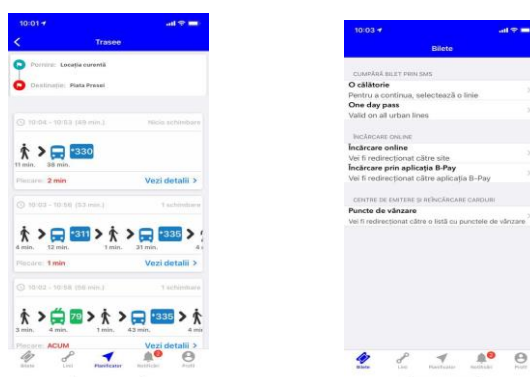 10:01
Trasee
Pornire: Locația curentă
Destinație: Piata Presei
10:04 - 10:53 (49 min.) Nicio schimbare
*330
11 min. 38 min.
Plecare: 2 min Vezi detalii >
10:03 - 10:56 (53 min.) 1 schimbare
*311 *335
4 min. 12 min. 1 min. 31 min.
Plecare: 1 min Vezi detalii >
10:02 - 10:58 (56 min.) 1 schimbare
79 *335
3 min. 4 min. 1 min. 43 min. 4 min
Plecare: ACUM Vezi detalii >
2
Bilete Linii Planificator Notificări Profil
10:03
Bilete
CUMPĂRĂ BILET PRIN SMS
O călătorie
Pentru a continua, selectează o linie
One day pass
Valid on all urban lines
ÎNCĂRCARE ONLINE
Încărcare online
Vei fi redirecționat către site
Încărcare prin aplicația B-Pay
Vei fi redirecționat către aplicația B-Pay
CENTRE DE EMITERE ȘI REÎNCĂRCARE CARDURI
Puncte de vânzare
Vei fi redirecționat către o listă cu punctele de vânzare
2
Bilete Linii Planificator Notificări Profil